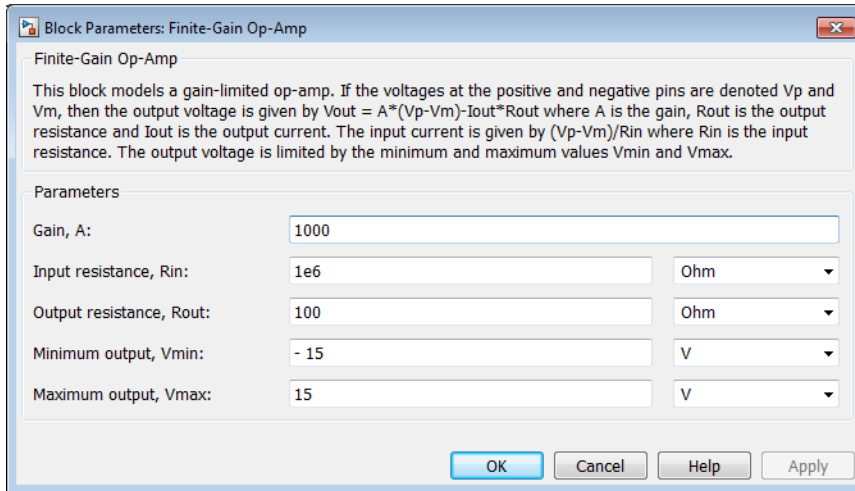 Block Parameters: Finite-Gain Op-Amp
Finite-Gain Op-Amp
This block models a gain-limited op-amp. If the voltages at the positive and negative pins are denoted Vp and
Vm, then the output voltage is given by Vout = A*(Vp-Vm)-Iout*Rout where A is the gain, Rout is the output
resistance and Iout is the output current. The input current is given by (Vp-Vm)/Rin where Rin is the input
resistance. The output voltage is limited by the minimum and maximum values Vmin and Vmax.
Parameters
Gain, A: 1000
Input resistance, Rin: 1e6 Ohm
Output resistance, Rout: 100 Ohm
Minimum output, Vmin: - 15 V
Maximum output, Vmax: 15 V
OK Cancel Help Apply